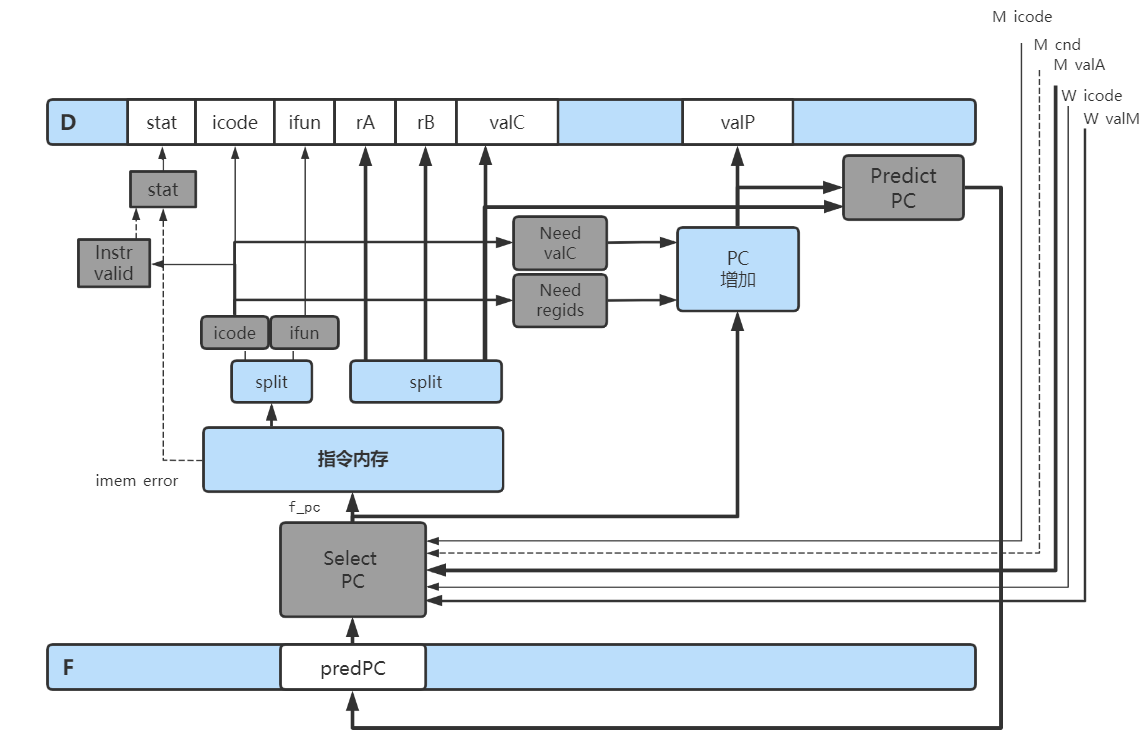 M icode
M cnd
M valA
W icode
W valM
D
stat
icode
ifun
rA
rB
valC
valP
stat
Predict
PC
Instr
valid
Need
valC
Need
regids
PC
增加
icode
ifun
split
split
指令内存
imem error
f_pc
Select
PC
F
predPC